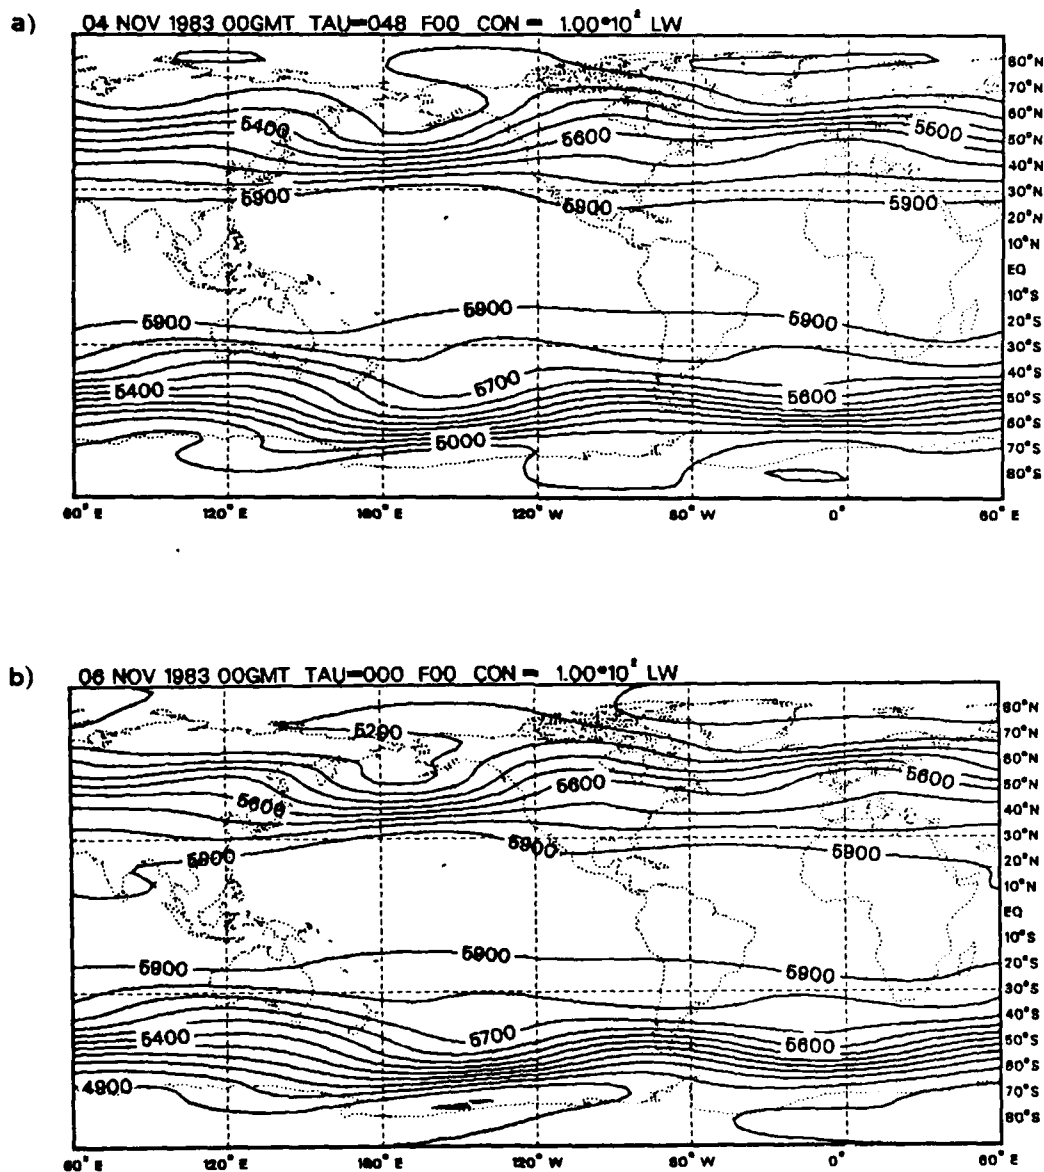 a)
04 NOV 1983 00GMT TAU=048 F00 CON = 1.00*10² LW
80°N
70°N
60°N
5400
5600
5500
50°N
40°N
30°N
5900
5900
5900
20°N
10°N
EQ
10°S
5900
5900
5900
20°S
30°S
40°S
5400
5700
5600
50°S
60°S
5000
70°S
80°S
60° E
120° E
180° E
120° W
60° W
0°
60° E
b)
06 NOV 1983 00GMT TAU=000 F00 CON = 1.00*10² LW
80°N
5200
70°N
60°N
5600
5600
50°N
5600
40°N
30°N
5900
5900
5900
20°N
10°N
EQ
10°S
5900
5900
5900
20°S
30°S
40°S
5400
5700
5600
50°S
60°S
4900
70°S
80°S
60° E
120° E
180° E
120° W
60° W
0°
60° E